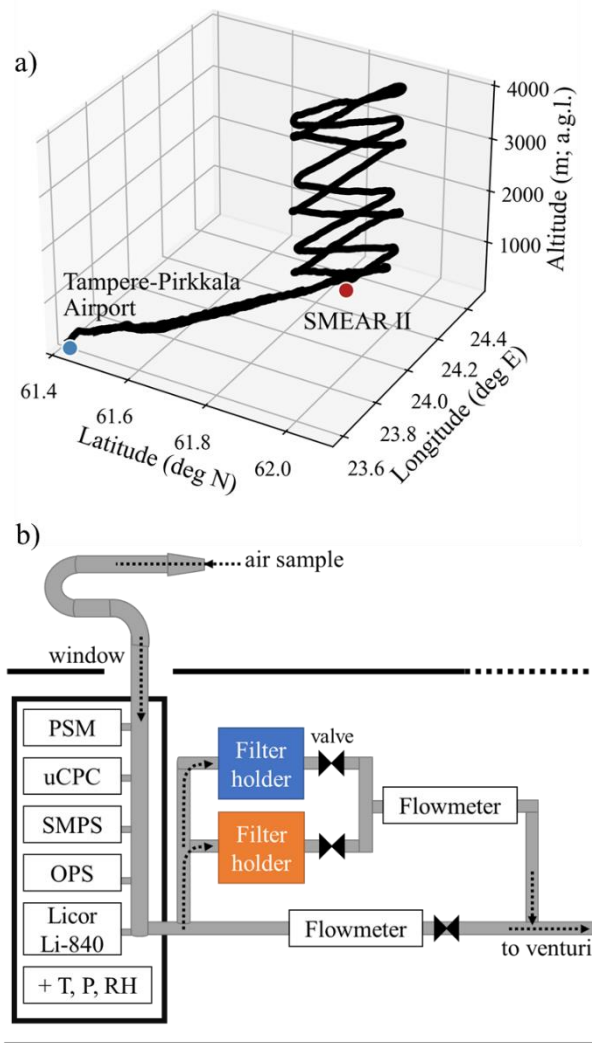 a)
4000
3000
2000
1000
Altitude (m; a.g.l.)
Tampere-Pirkkala
Airport
SMEAR II
61.4
61.6
61.8
62.0
Latitude (deg N)
23.6
23.8
24.0
24.2
24.4
Longitude (deg E)
b)
air sample
window
PSM
uCPC
SMPS
OPS
Licor
Li-840
+ T, P, RH
Filter
holder
valve
Filter
holder
Flowmeter
Flowmeter
to venturi